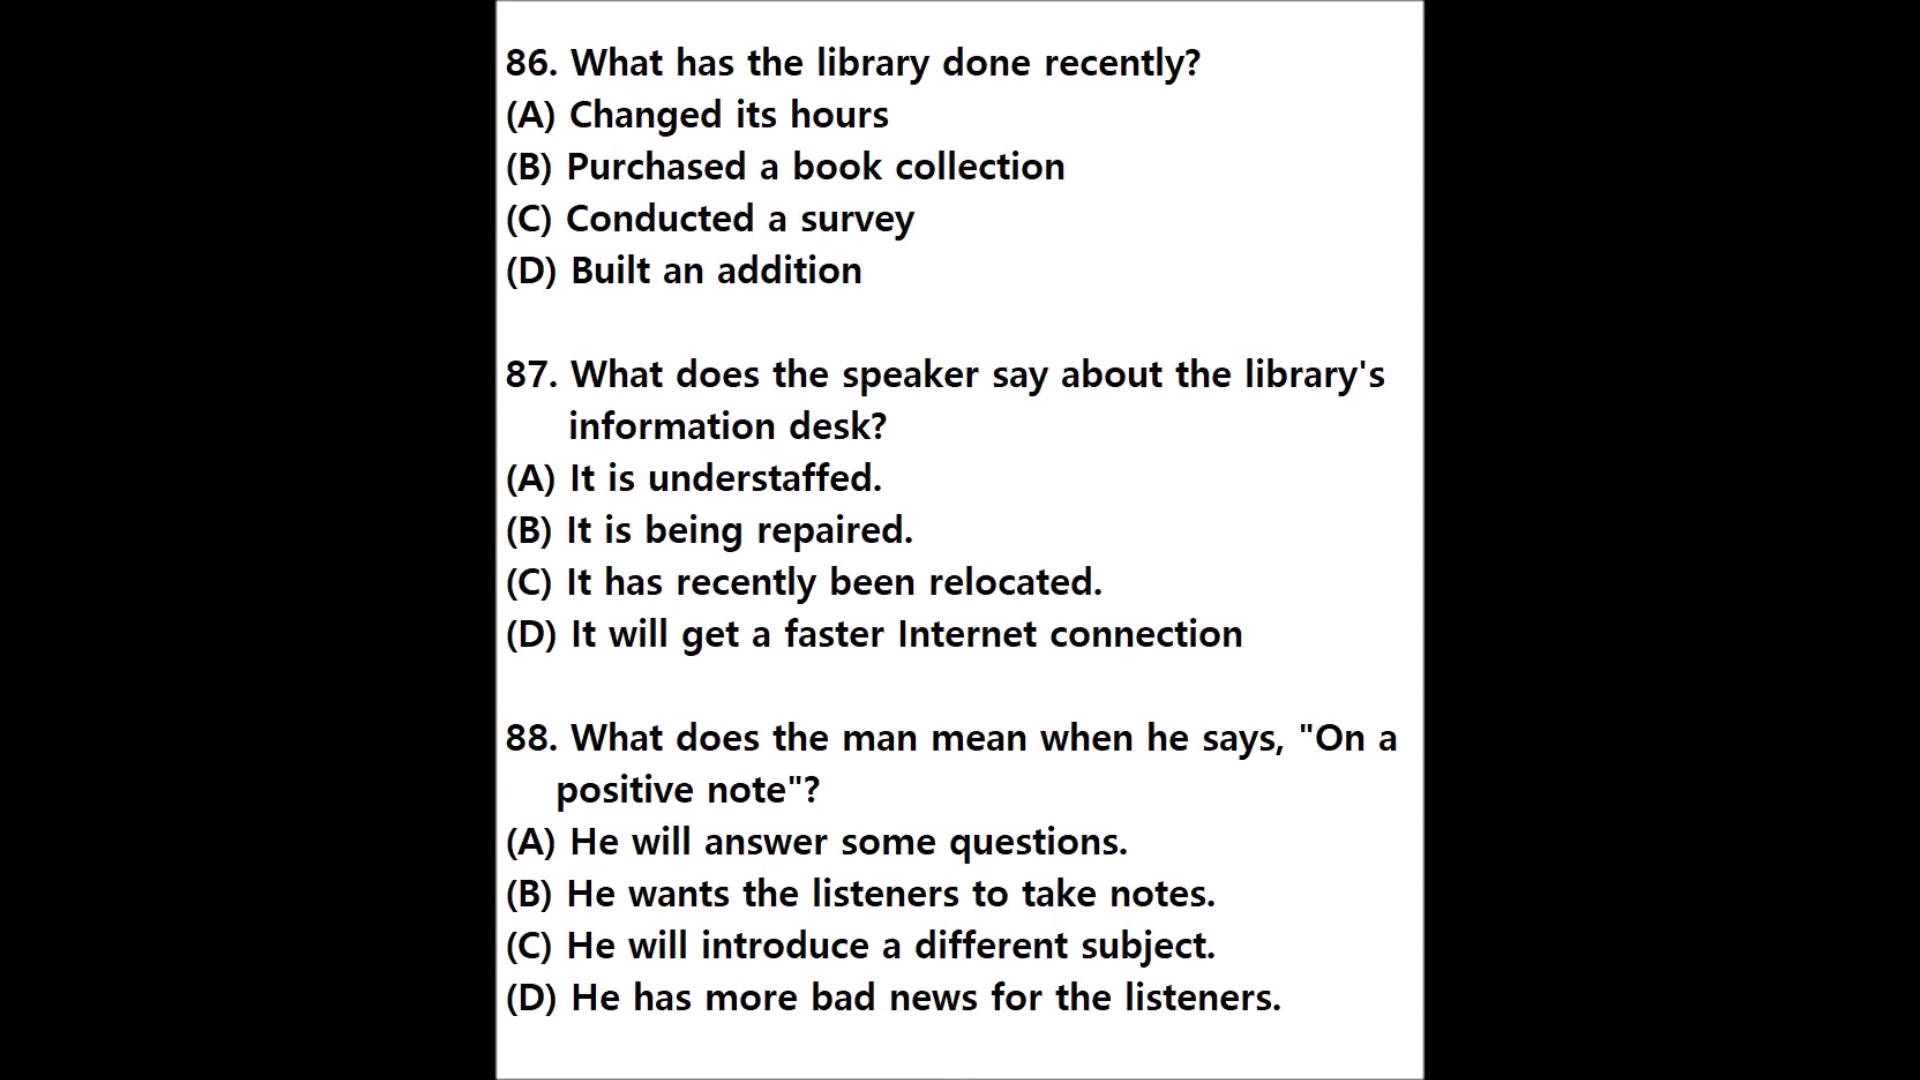 86. What has the library done recently?
(A) Changed its hours
(B) Purchased a book collection
(C) Conducted a survey
(D) Built an addition
87. What does the speaker say about the library's
information desk?
(A) It is understaffed.
(B) It is being repaired.
(C) It has recently been relocated.
(D) It will get a faster Internet connection
88. What does the man mean when he says, "On a
positive note"?
(A) He will answer some questions.
(B) He wants the listeners to take notes.
(C) He will introduce a different subject.
(D) He has more bad news for the listeners.